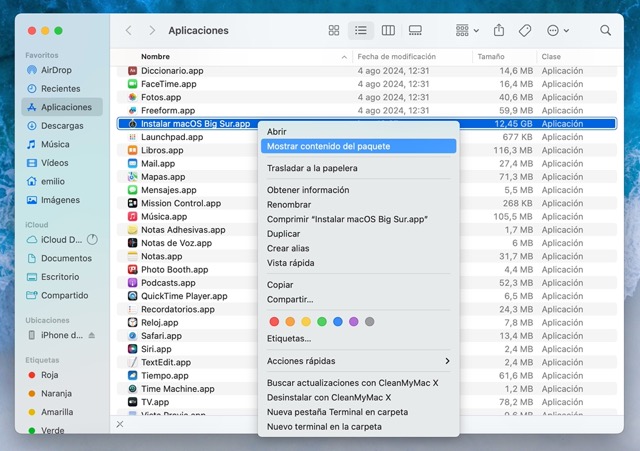 Aplicaciones
Favoritos
AirDrop
Recientes
Aplicaciones
Descargas
Música
Vídeos
emilio
Imágenes
iCloud
iCloud D...
Documentos
Escritorio
Compartido
Ubicaciones
iPhone d...
Etiquetas
Roja
Naranja
Amarilla
Verde
Nombre Fecha de modificación Tamaño Clase
Diccionario.app 4 ago 2024, 12:31 14,6 MB Aplicación
FaceTime.app 4 ago 2024, 12:31 16,4 MB Aplicación
Fotos.app 4 ago 2024, 12:31 40,6 MB Aplicación
Freeform.app 4 ago 2024, 12:31 59,9 MB Aplicación
Instalar macOS Big Sur.app 12,45 GB Aplicación
Launchpad.app 677 KB Aplicación
Libros.app 116,3 MB Aplicación
Mail.app 27,4 MB Aplicación
Mapas.app 71,3 MB Aplicación
Mensajes.app 5,5 MB Aplicación
Mission Control.app 268 KB Aplicación
Música.app 105,5 MB Aplicación
Notas Adhesivas.app 1,7 MB Aplicación
Notas de Voz.app 6 MB Aplicación
Notas.app 31,7 MB Aplicación
Photo Booth.app 4,4 MB Aplicación
Podcasts.app 52,3 MB Aplicación
QuickTime Player.app 6,5 MB Aplicación
Recordatorios.app 24,3 MB Aplicación
Reloj.app 7,8 MB Aplicación
Safari.app 13,4 MB Aplicación
Siri.app 2,4 MB Aplicación
TextEdit.app 2,4 MB Aplicación
Tiempo.app 61,6 MB Aplicación
Time Machine.app 1,2 MB Aplicación
TV.app 78,2 MB Aplicación
Vista Previa.app 9,6 MB Aplicación
Abrir
Mostrar contenido del paquete
Trasladar a la papelera
Obtener información
Renombrar
Comprimir “Instalar macOS Big Sur.app”
Duplicar
Crear alias
Vista rápida
Copiar
Compartir...
Etiquetas...
Acciones rápidas
Buscar actualizaciones con CleanMyMac X
Desinstalar con CleanMyMac X
Nueva pestaña Terminal en carpeta
Nuevo terminal en la carpeta